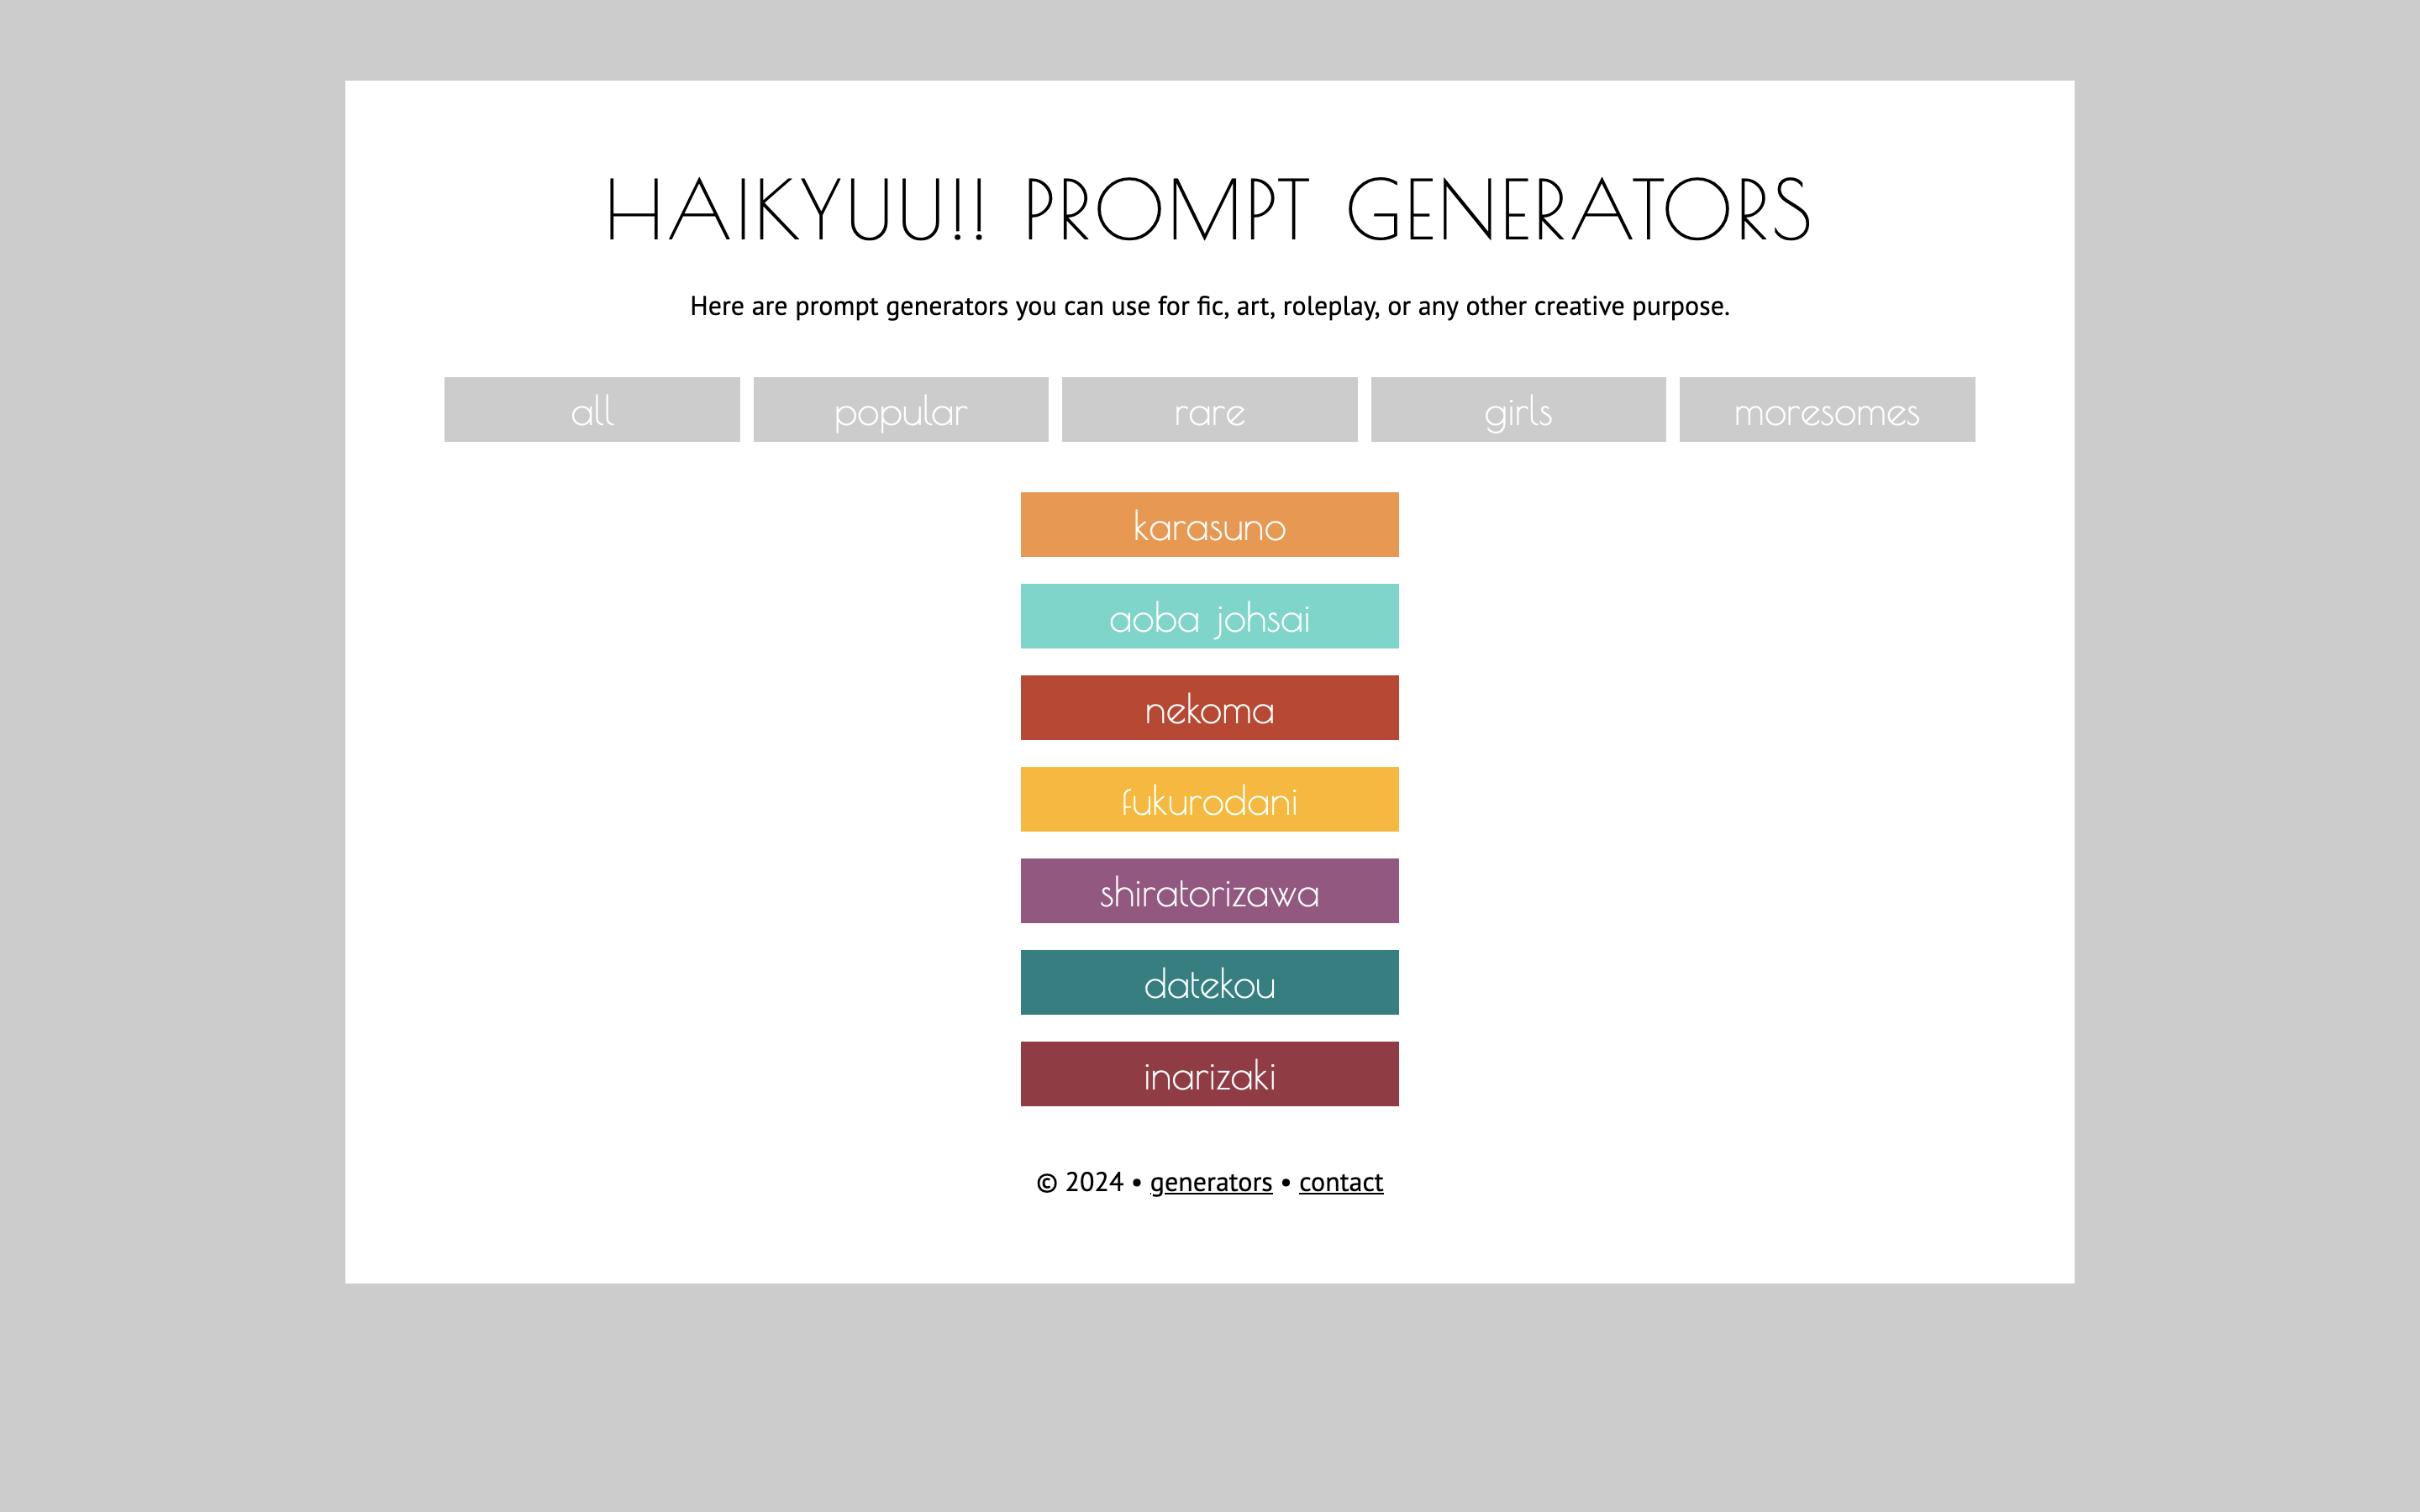 HAIKYUU!! PROMPT GENERATORS
Here are prompt generators you can use for fic, art, roleplay, or any other creative purpose.
all popular rare girls moresomes
karasuno
aoba johsai
nekoma
fukurodani
shiratorizawa
datekou
inarizaki
© 2024 • generators • contact